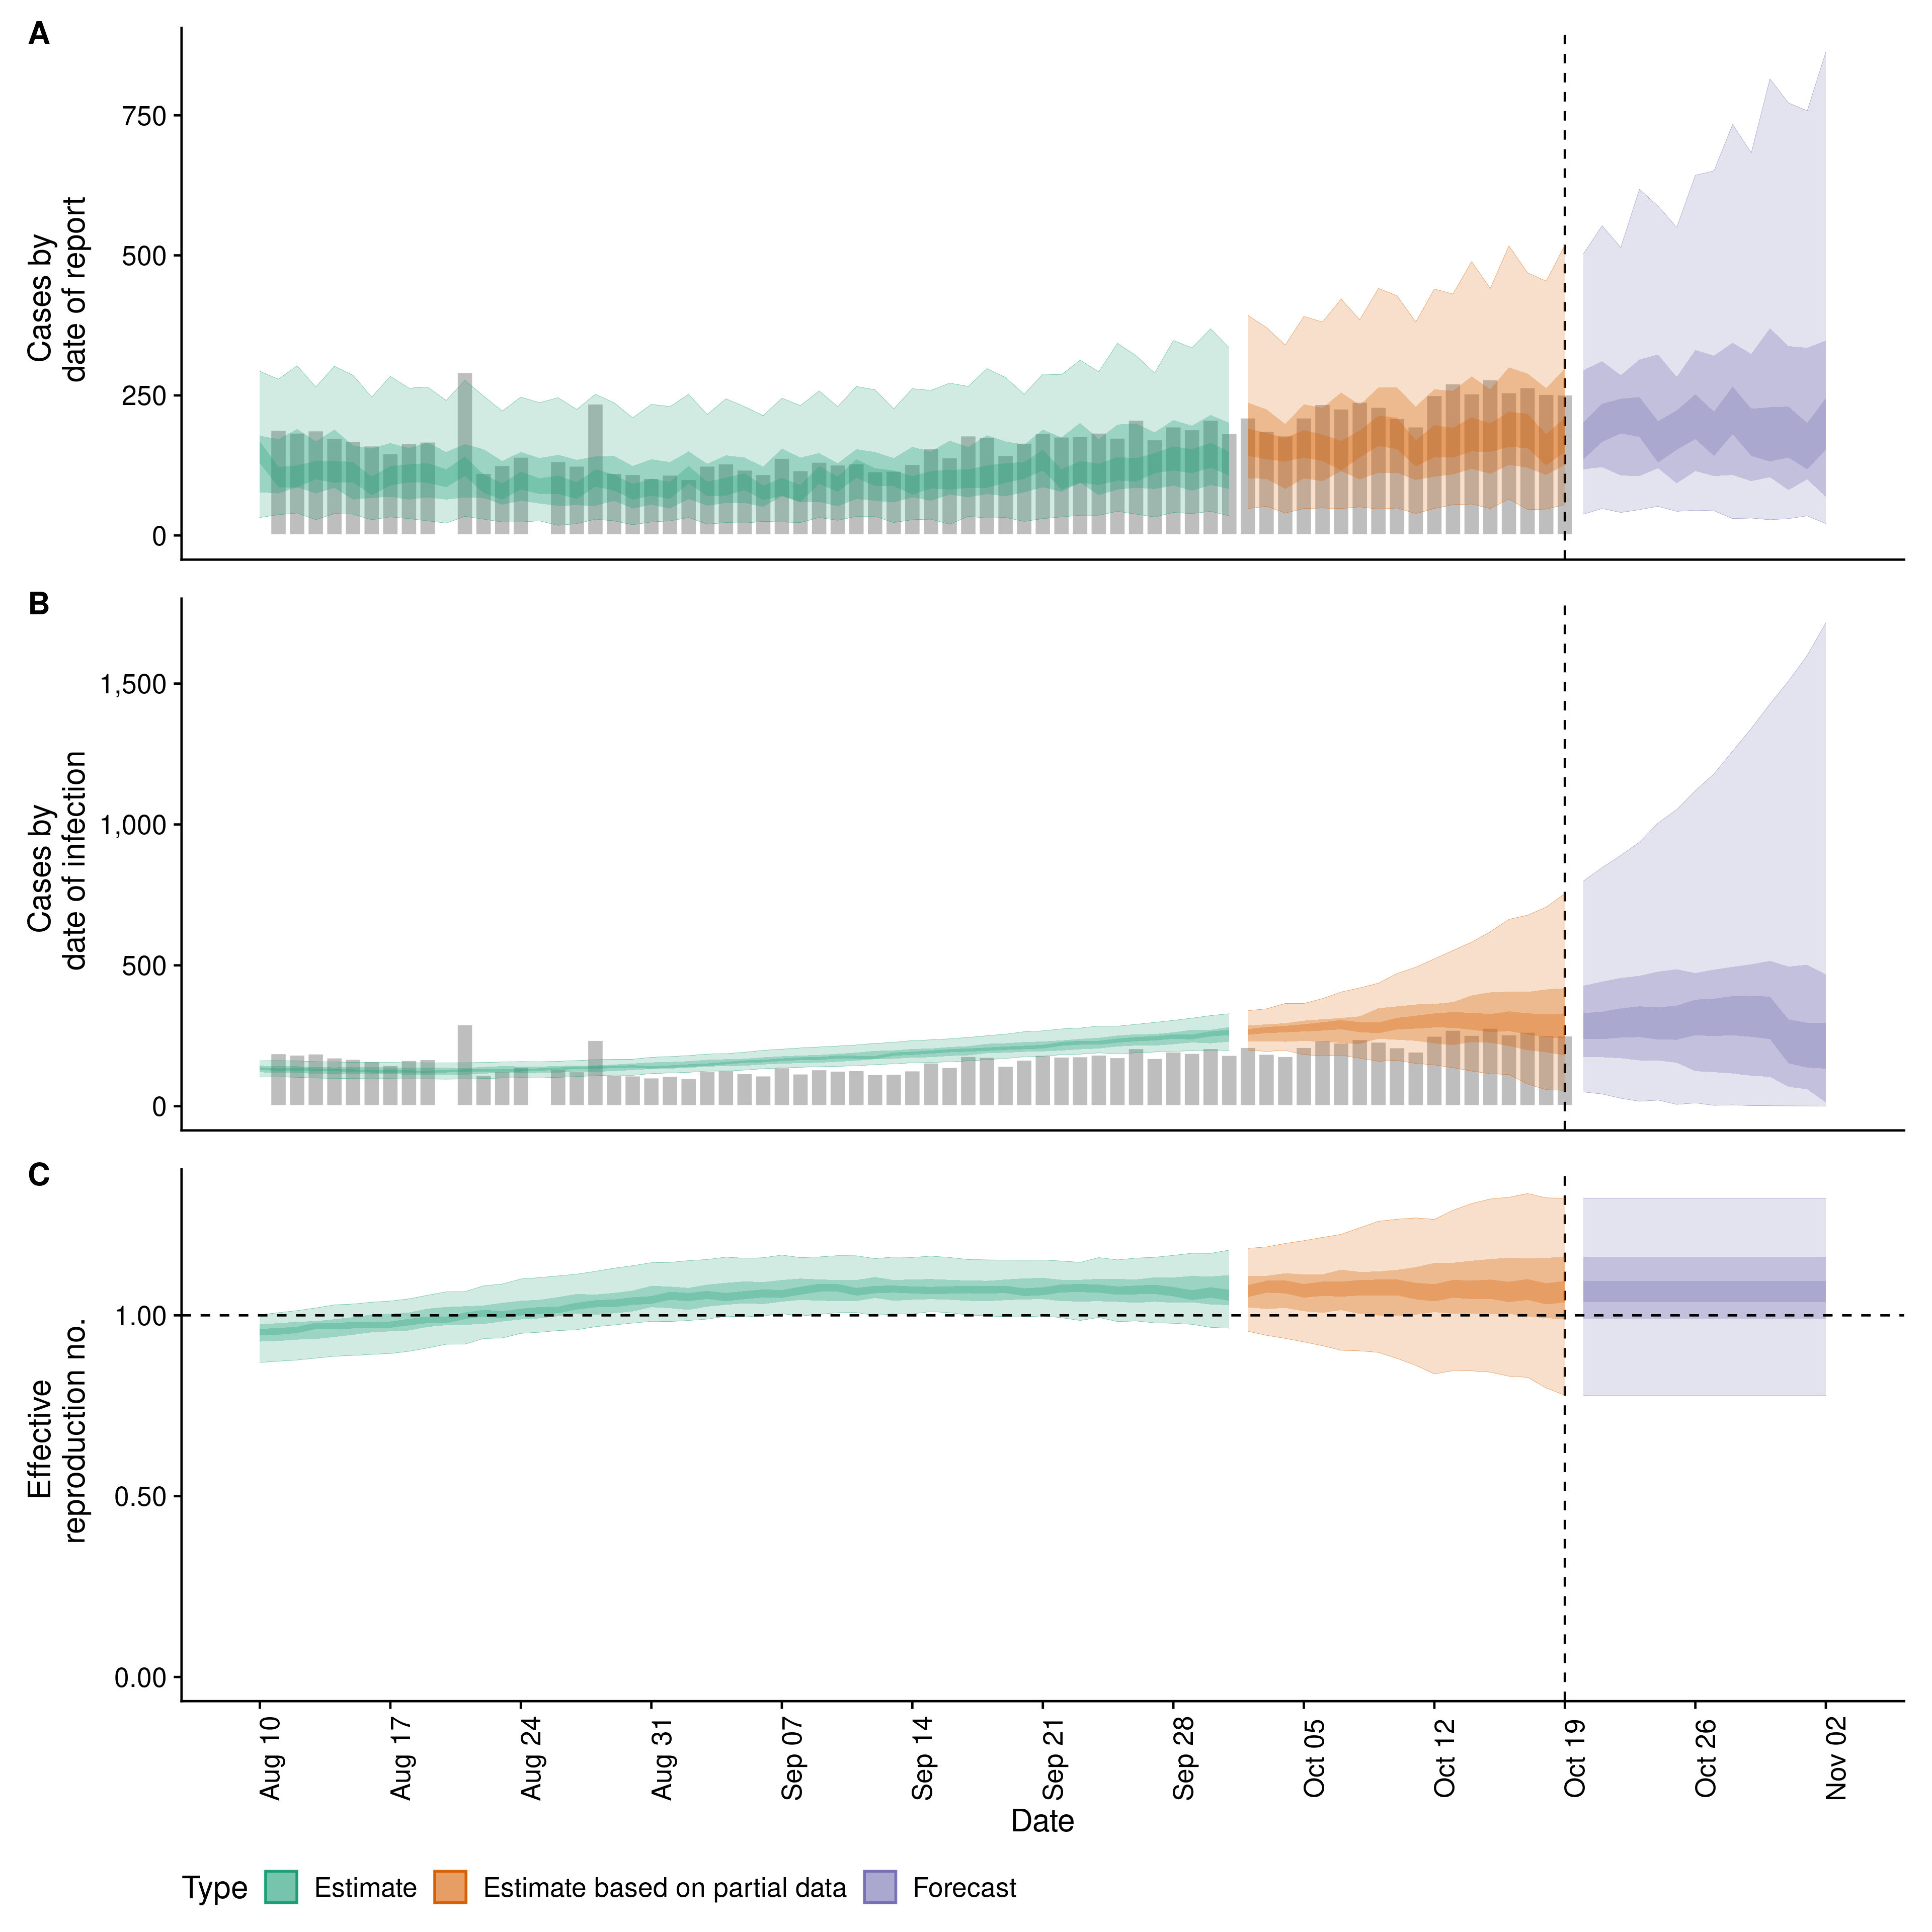 A
Cases by
date of report
750
500
250
0
B
Cases by
date of infection
1,500
1,000
500
0
C
Effective
reproduction no.
1.00
0.50
0.00
Aug 10
Aug 17
Aug 24
Aug 31
Sep 07
Sep 14
Sep 21
Sep 28
Oct 05
Oct 12
Oct 19
Oct 26
Nov 02
Date
Type Estimate Estimate based on partial data Forecast